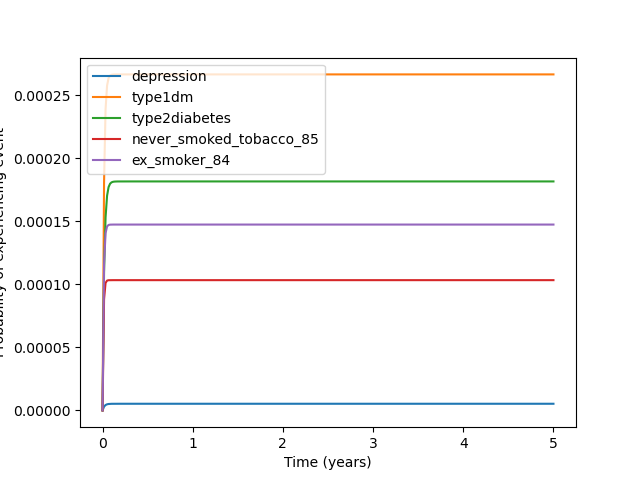 depression
type1dm
type2diabetes
never_smoked_tobacco_85
ex_smoker_84
0.00025
0.00020
0.00015
0.00010
0.00005
0.00000
Probability of experiencing event
0 1 2 3 4 5
Time (years)